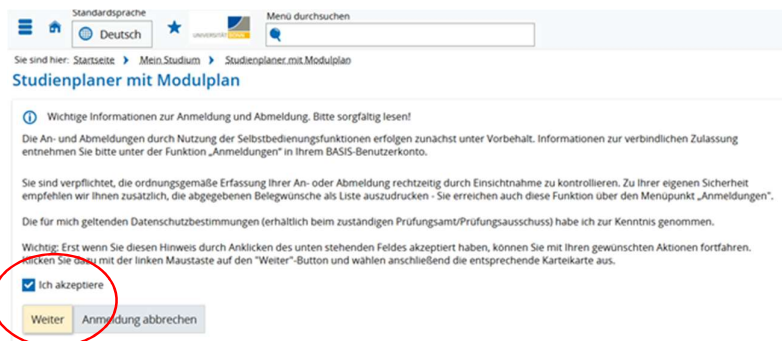 Standardsprache
Menü durchsuchen
Deutsch
UNIVERSITÄT BONN
Sie sind hier: Startseite Mein Studium Studienplaner mit Modulplan
Studienplaner mit Modulplan
Wichtige Informationen zur Anmeldung und Abmeldung. Bitte sorgfältig lesen!
Die An- und Abmeldungen durch Nutzung der Selbstbedienungsfunktionen erfolgen zunächst unter Vorbehalt. Informationen zur verbindlichen Zulassung
entnehmen Sie bitte unter der Funktion „Anmeldungen" in Ihrem BASIS-Benutzerkonto.
Sie sind verpflichtet, die ordnungsgemäße Erfassung Ihrer An- oder Abmeldung rechtzeitig durch Einsichtnahme zu kontrollieren. Zu Ihrer eigenen Sicherheit
empfehlen wir Ihnen zusätzlich, die abgegebenen Belegwünsche als Liste auszudrucken - Sie erreichen auch diese Funktion über den Menüpunkt „Anmeldungen".
Die für mich geltenden Datenschutzbestimmungen (erhältlich beim zuständigen Prüfungsamt/Prüfungsausschuss) habe ich zur Kenntnis genommen.
Wichtig: Erst wenn Sie diesen Hinweis durch Anklicken des unten stehenden Feldes akzeptiert haben, können Sie mit Ihren gewünschten Aktionen fortfahren.
Klicken Sie dazu mit der linken Maustaste auf den "Weiter"-Button und wählen anschließend die entsprechende Karteikarte aus.
Ich akzeptiere
Weiter Anmeldung abbrechen